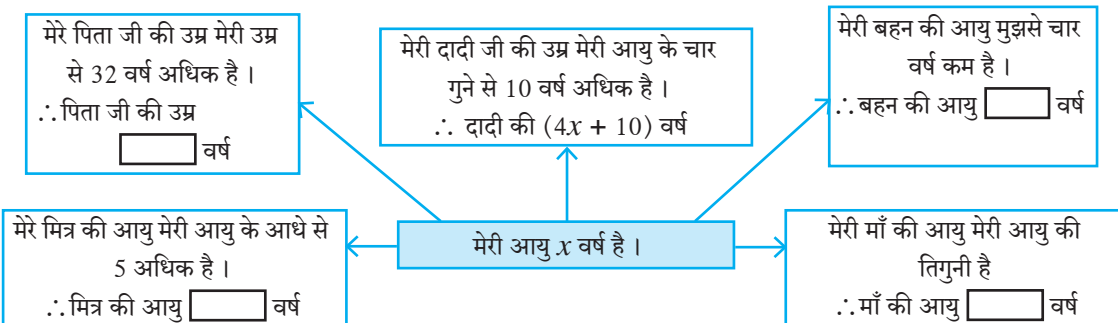 मेरे पिता जी की उम्र मेरी उम्र
से 32 वर्ष अधिक है ।
∴पिता जी की उम्र
वर्ष
मेरी दादी जी की उम्र मेरी आयु के चार
गुने से 10 वर्ष अधिक है ।
∴ दादी की (4x + 10) वर्ष
मेरी बहन की आयु मुझसे चार
वर्ष कम है ।
∴बहन की आयु वर्ष
मेरे मित्र की आयु मेरी आयु के आधे से
5 अधिक है ।
∴मित्र की आयु वर्ष
मेरी आयु x वर्ष है ।
मेरी माँ की आयु मेरी आयु की
तिगुनी है
∴माँ की आयु वर्ष